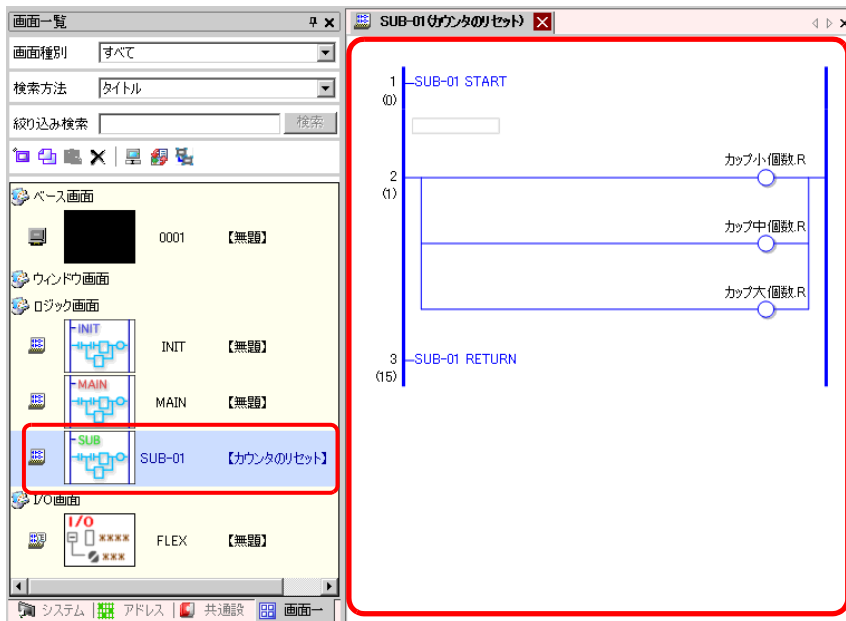 画面一覧
画面種別 すべて
検索方法 タイトル
絞り込み検索 検索
ベース画面
0001 【無題】
ウィンドウ画面
ロジック画面
INIT
INIT 【無題】
MAIN
MAIN 【無題】
SUB
SUB-01 【カウンタのリセット】
I/O画面
I/O
****
***
FLEX 【無題】
システム アドレス 共通設 画面一
SUB-01(カウンタのリセット)
1 SUB-01 START
(0)
カップ小個数.R
2
(1)
カップ中個数.R
カップ大個数.R
3 SUB-01 RETURN
(15)